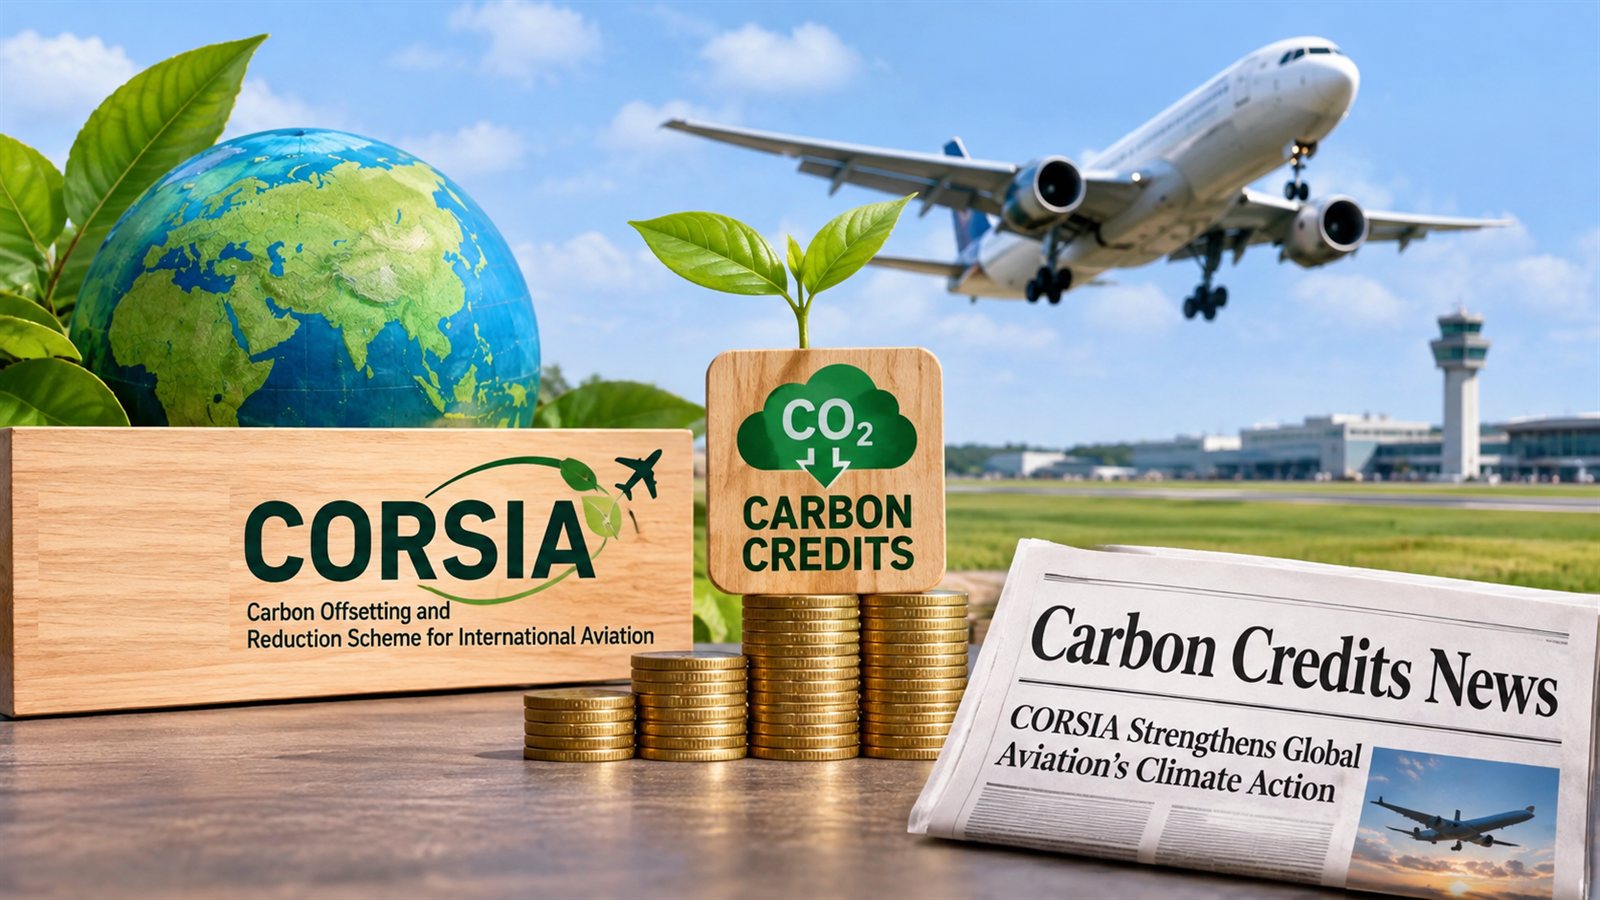 CORSIA
Carbon Offsetting and
Reduction Scheme for International Aviation
CO₂
CARBON
CREDITS
Carbon Credits News
CORSIA Strengthens Global
Aviation's Climate Action